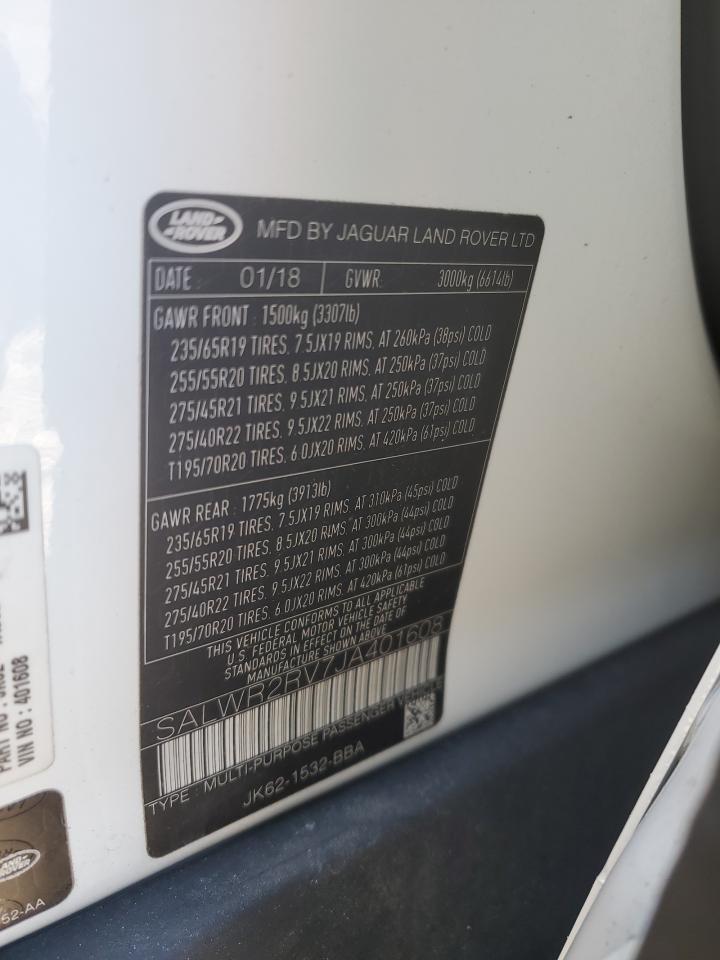 LAND ROVER MFD BY JAGUAR LAND ROVER LTD
DATE 01/18 GVWR: 3000kg (6614lb)
GAWR FRONT : 1500kg (3307lb)
235/65R19 TIRES, 7.5JX19 RIMS, AT 260kPa (38psi) COLD
255/55R20 TIRES, 8.5JX20 RIMS, AT 250kPa (37psi) COLD
275/45R21 TIRES, 9.5JX21 RIMS, AT 250kPa (37psi) COLD
275/40R22 TIRES, 9.5JX22 RIMS, AT 250kPa (37psi) COLD
T195/70R20 TIRES, 6.0JX20 RIMS, AT 420kPa (61psi) COLD
GAWR REAR : 1775kg (3913lb)
235/65R19 TIRES, 7.5JX19 RIMS, AT 310kPa (45psi) COLD
255/55R20 TIRES, 8.5JX20 RIMS, AT 300kPa (44psi) COLD
275/45R21 TIRES, 9.5JX21 RIMS, AT 300kPa (44psi) COLD
275/40R22 TIRES, 9.5JX22 RIMS, AT 300kPa (44psi) COLD
T195/70R20 TIRES, 6.0JX20 RIMS, AT 420kPa (61psi) COLD
THIS VEHICLE CONFORMS TO ALL APPLICABLE
U.S. FEDERAL MOTOR VEHICLE SAFETY
STANDARDS IN EFFECT ON THE DATE OF
MANUFACTURE SHOWN ABOVE
SALWR2RV7JA401608
TYPE : MULTI-PURPOSE PASSENGER VEHICLE
JK62-1532-BBA
PART NO :
VIN NO : 401608
LAND ROVER
52-AA